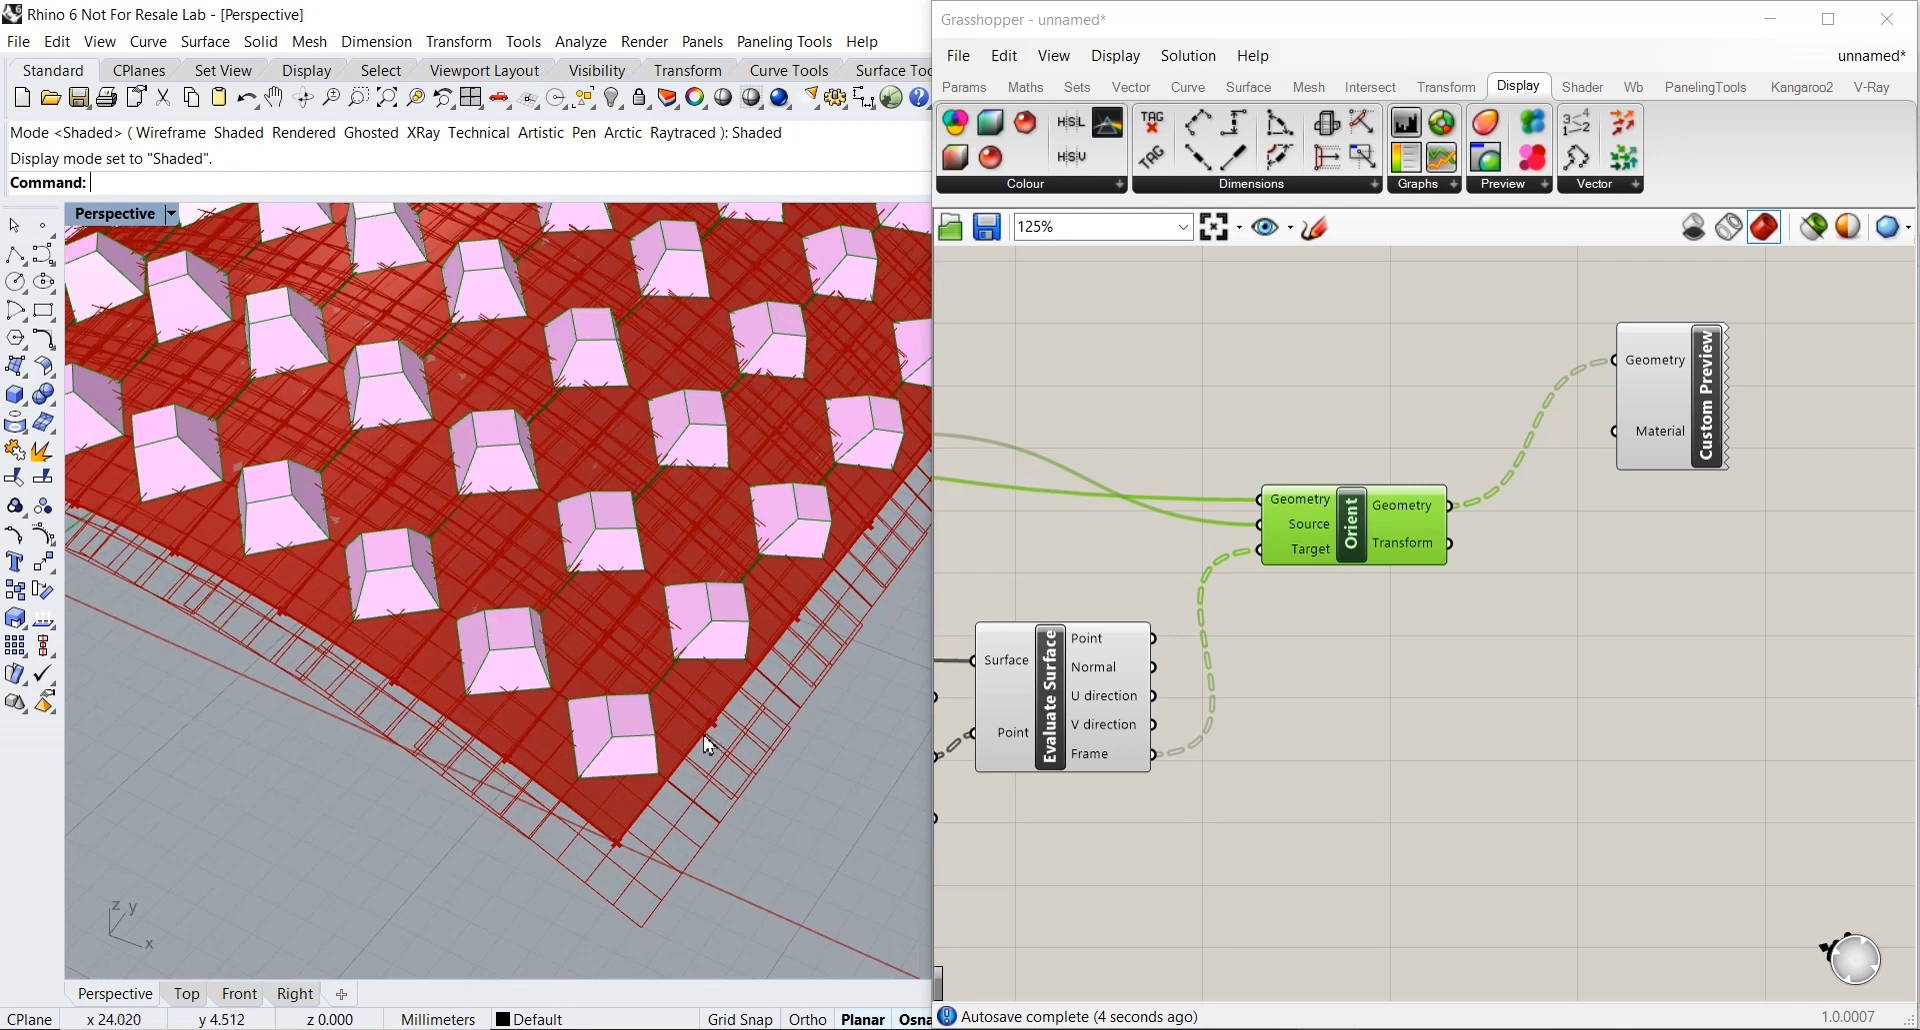 Rhino 6 Not For Resale Lab - [Perspective]
File Edit View Curve Surface Solid Mesh Dimension Transform Tools Analyze Render Panels Paneling Tools Help
Standard CPlanes Set View Display Select Viewport Layout Visibility Transform Curve Tools Surface Too
Mode <Shaded> ( Wireframe Shaded Rendered Ghosted XRay Technical Artistic Pen Arctic Raytraced ): Shaded
Display mode set to "Shaded".
Command:
Perspective
z y
x
Perspective Top Front Right
CPlane x 24.020 y 4.512 z 0.000 Millimeters Default Grid Snap Ortho Planar Osna
Grasshopper - unnamed*
File Edit View Display Solution Help unnamed*
Params Maths Sets Vector Curve Surface Mesh Intersect Transform Display Shader Wb PanelingTools Kangaroo2 V-Ray
H S L
H S V
TAG
TAG
3 4
1 2
Colour Dimensions Graphs Preview Vector
125%
Geometry
Material
Custom Preview
Geometry
Source
Target
Orient
Geometry
Transform
Surface
Point
Evaluate Surface
Point
Normal
U direction
V direction
Frame
Autosave complete (4 seconds ago) 1.0.0007